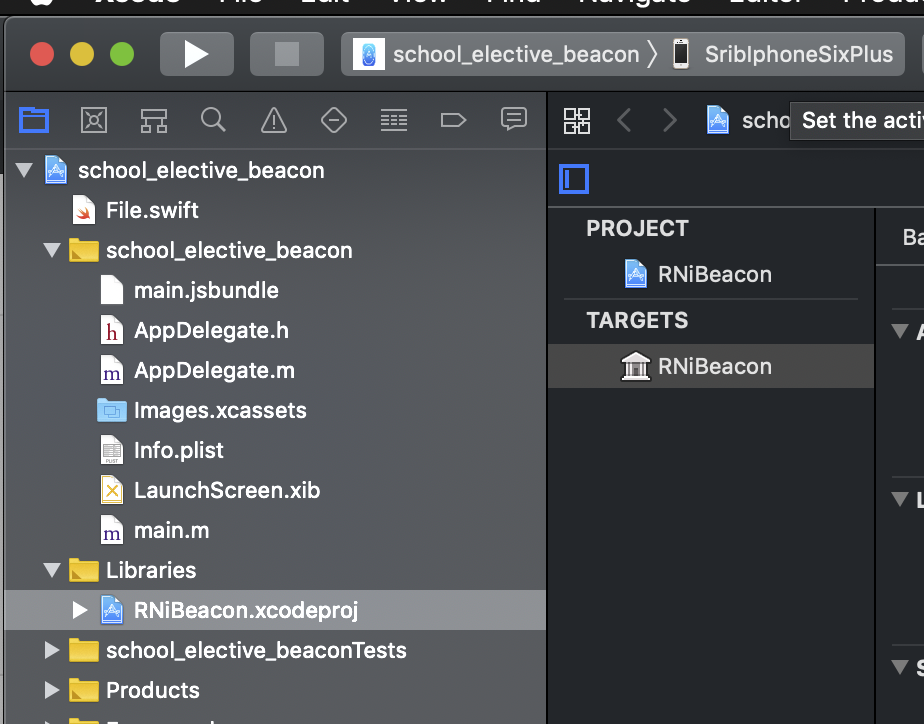 school_elective_beacon
SribIphoneSixPlus
scho
Set the acti
school_elective_beacon
File.swift
school_elective_beacon
main.jsbundle
AppDelegate.h
AppDelegate.m
Images.xcassets
Info.plist
LaunchScreen.xib
main.m
Libraries
RNiBeacon.xcodeproj
school_elective_beaconTests
Products
PROJECT
RNiBeacon
TARGETS
RNiBeacon
Ba